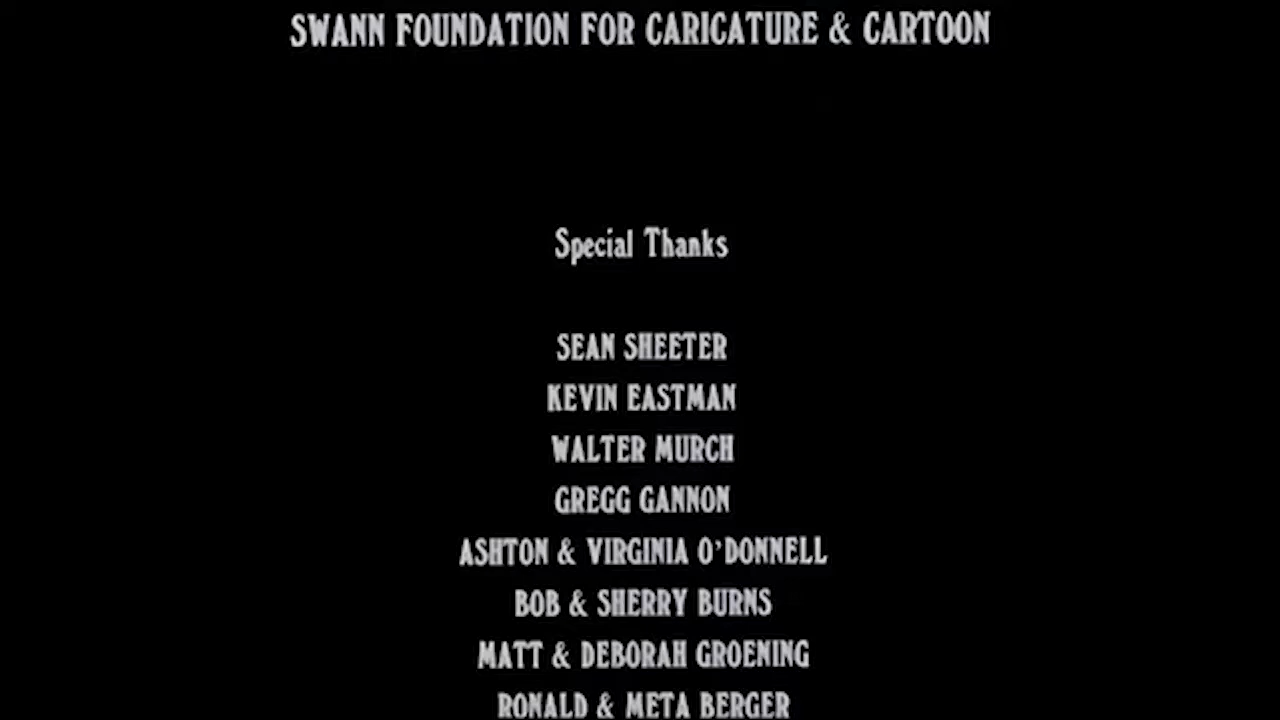 SWANN FOUNDATION FOR CARICATURE & CARTOON
Special Thanks
SEAN SHEETER
KEVIN EASTMAN
WALTER MURCH
GREGG GANNON
ASHTON & VIRGINIA O'DONNELL
BOB & SHERRY BURNS
MATT & DEBORAH GROENING
RONALD & META BERGER